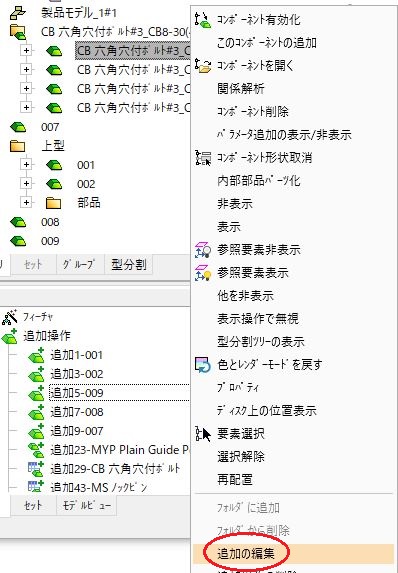 製品モデル_1#1
CB 六角穴付ボルト#3_CB8-30(
CB 六角穴付ボルト#3_C
CB 六角穴付ボルト#3_C
CB 六角穴付ボルト#3_C
007
上型
001
002
部品
008
009
セット グループ 型分割
フィーチャ
追加操作
追加1-001
追加3-002
追加5-009
追加7-008
追加9-007
追加23-MYP Plain Guide P
追加29-CB 六角穴付ボルト
追加43-MS ノックピン
セット モデルビュー
コンポーネント有効化
このコンポーネントの追加
コンポーネントを開く
関係解析
コンポーネント削除
パラメータ追加の表示/非表示
コンポーネント形状取消
内部部品パーツ化
非表示
表示
参照要素非表示
参照要素表示
他を非表示
表示操作で無視
型分割ツリーの表示
色とレンダーモードを戻す
プロパティ
ディスク上の位置表示
要素選択
選択解除
再配置
フォルダに追加
フォルダから削除
追加の編集